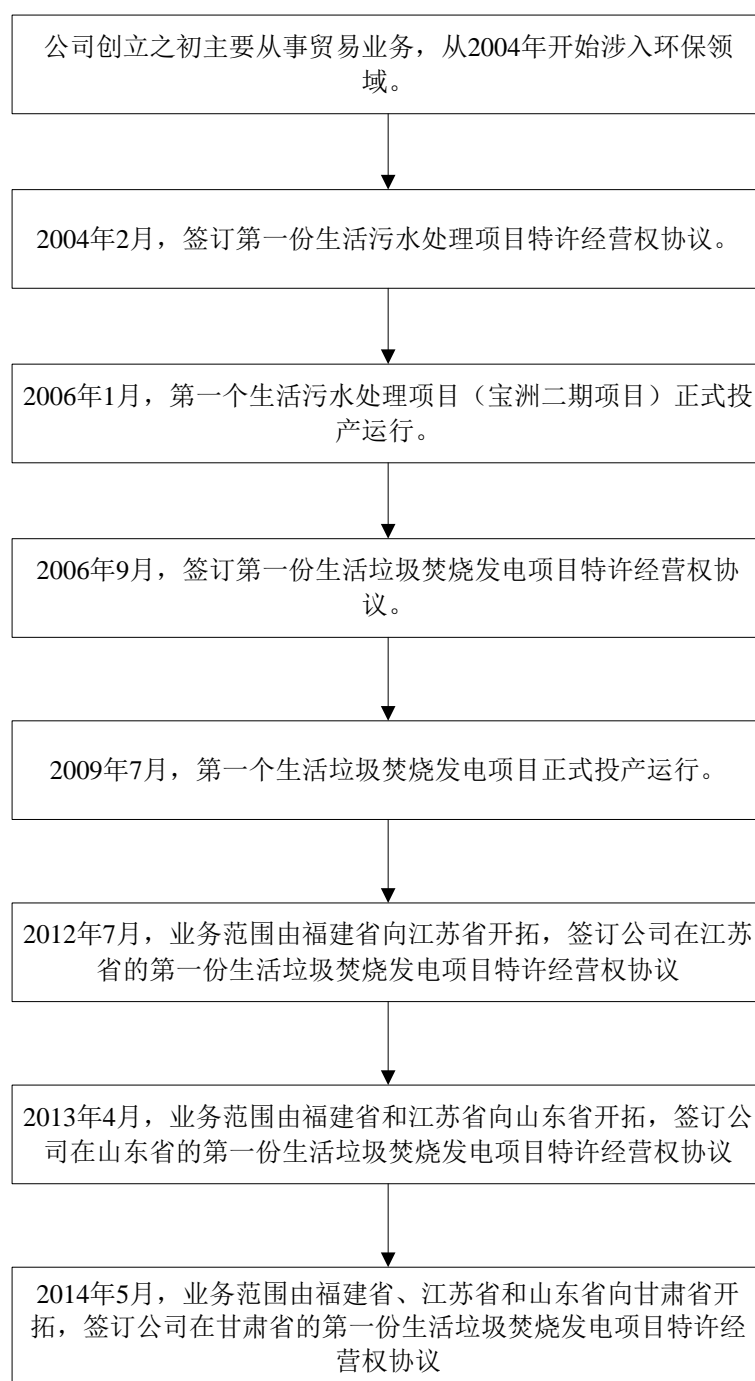 公司创立之初主要从事贸易业务，从2004年开始涉入环保领
域。
2004年2月，签订第一份生活污水处理项目特许经营权协议。
2006年1月，第一个生活污水处理项目（宝洲二期项目）正式投
产运行。
2006年9月，签订第一份生活垃圾焚烧发电项目特许经营权协
议。
2009年7月，第一个生活垃圾焚烧发电项目正式投产运行。
2012年7月，业务范围由福建省向江苏省开拓，签订公司在江苏
省的第一份生活垃圾焚烧发电项目特许经营权协议
2013年4月，业务范围由福建省和江苏省向山东省开拓，签订公
司在山东省的第一份生活垃圾焚烧发电项目特许经营权协议
2014年5月，业务范围由福建省、江苏省和山东省向甘肃省开
拓，签订公司在甘肃省的第一份生活垃圾焚烧发电项目特许经
营权协议